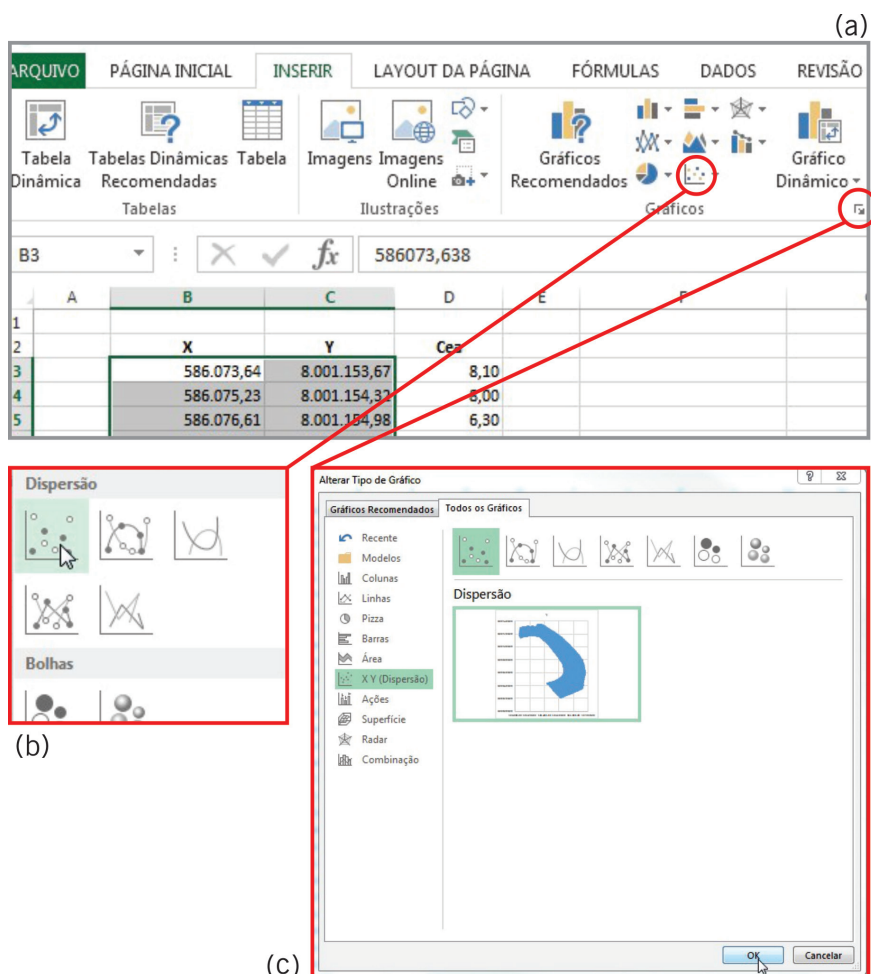 (a)
ARQUIVO PÁGINA INICIAL INSERIR LAYOUT DA PÁGINA FÓRMULAS DADOS REVISÃO
Tabela Dinâmica
Tabelas Dinâmicas Recomendadas
Tabela
Imagens
Imagens Online
Gráficos Recomendados
Gráfico Dinâmico
Tabelas Ilustrações Gráficos
B3 fx 586073,638
A B C D E F
1
2 X Y Cea
3 586.073,64 8.001.153,67 8,10
4 586.075,23 8.001.154,32 8,00
5 586.076,61 8.001.154,98 6,30
Dispersão
Bolhas
(b)
Alterar Tipo de Gráfico
Gráficos Recomendados Todos os Gráficos
Recente
Modelos
Colunas
Linhas
Pizza
Barras
Área
X Y (Dispersão)
Ações
Superfície
Radar
Combinação
Dispersão
OK Cancelar
(c)